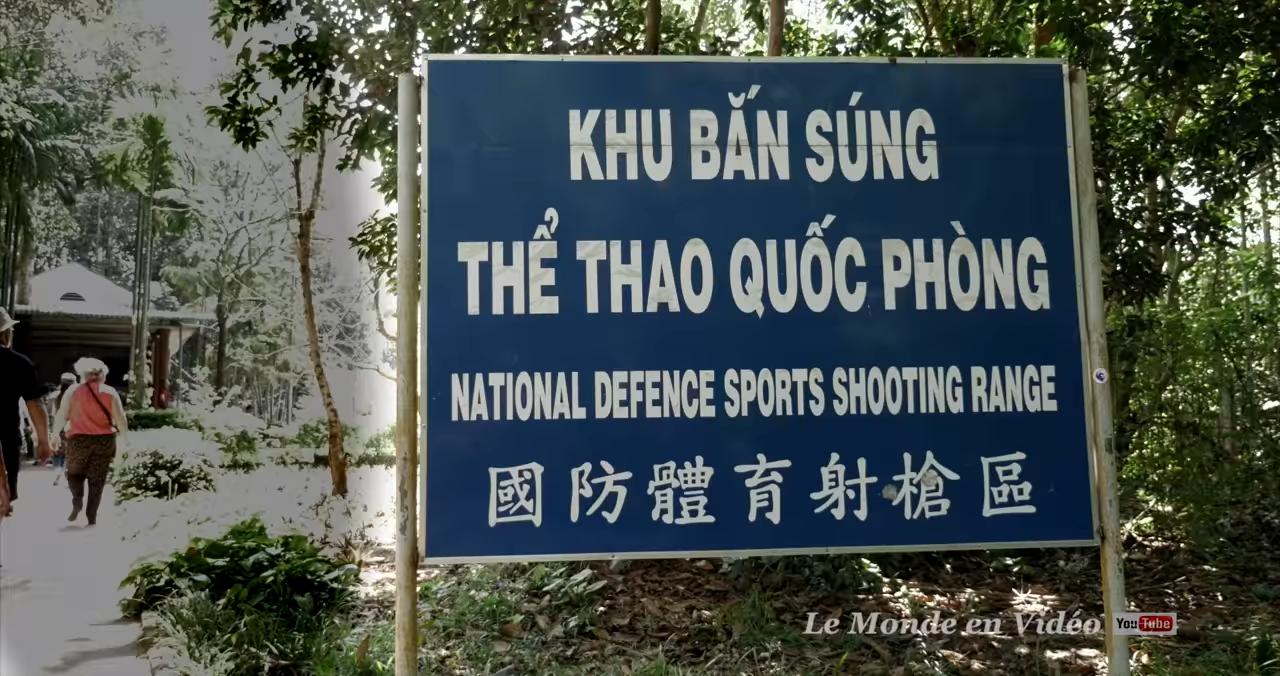 KHU BẮN SÚNG
THỂ THAO QUỐC PHÒNG
NATIONAL DEFENCE SPORTS SHOOTING RANGE
國防體育射槍區
Le Monde en Vidéo YouTube